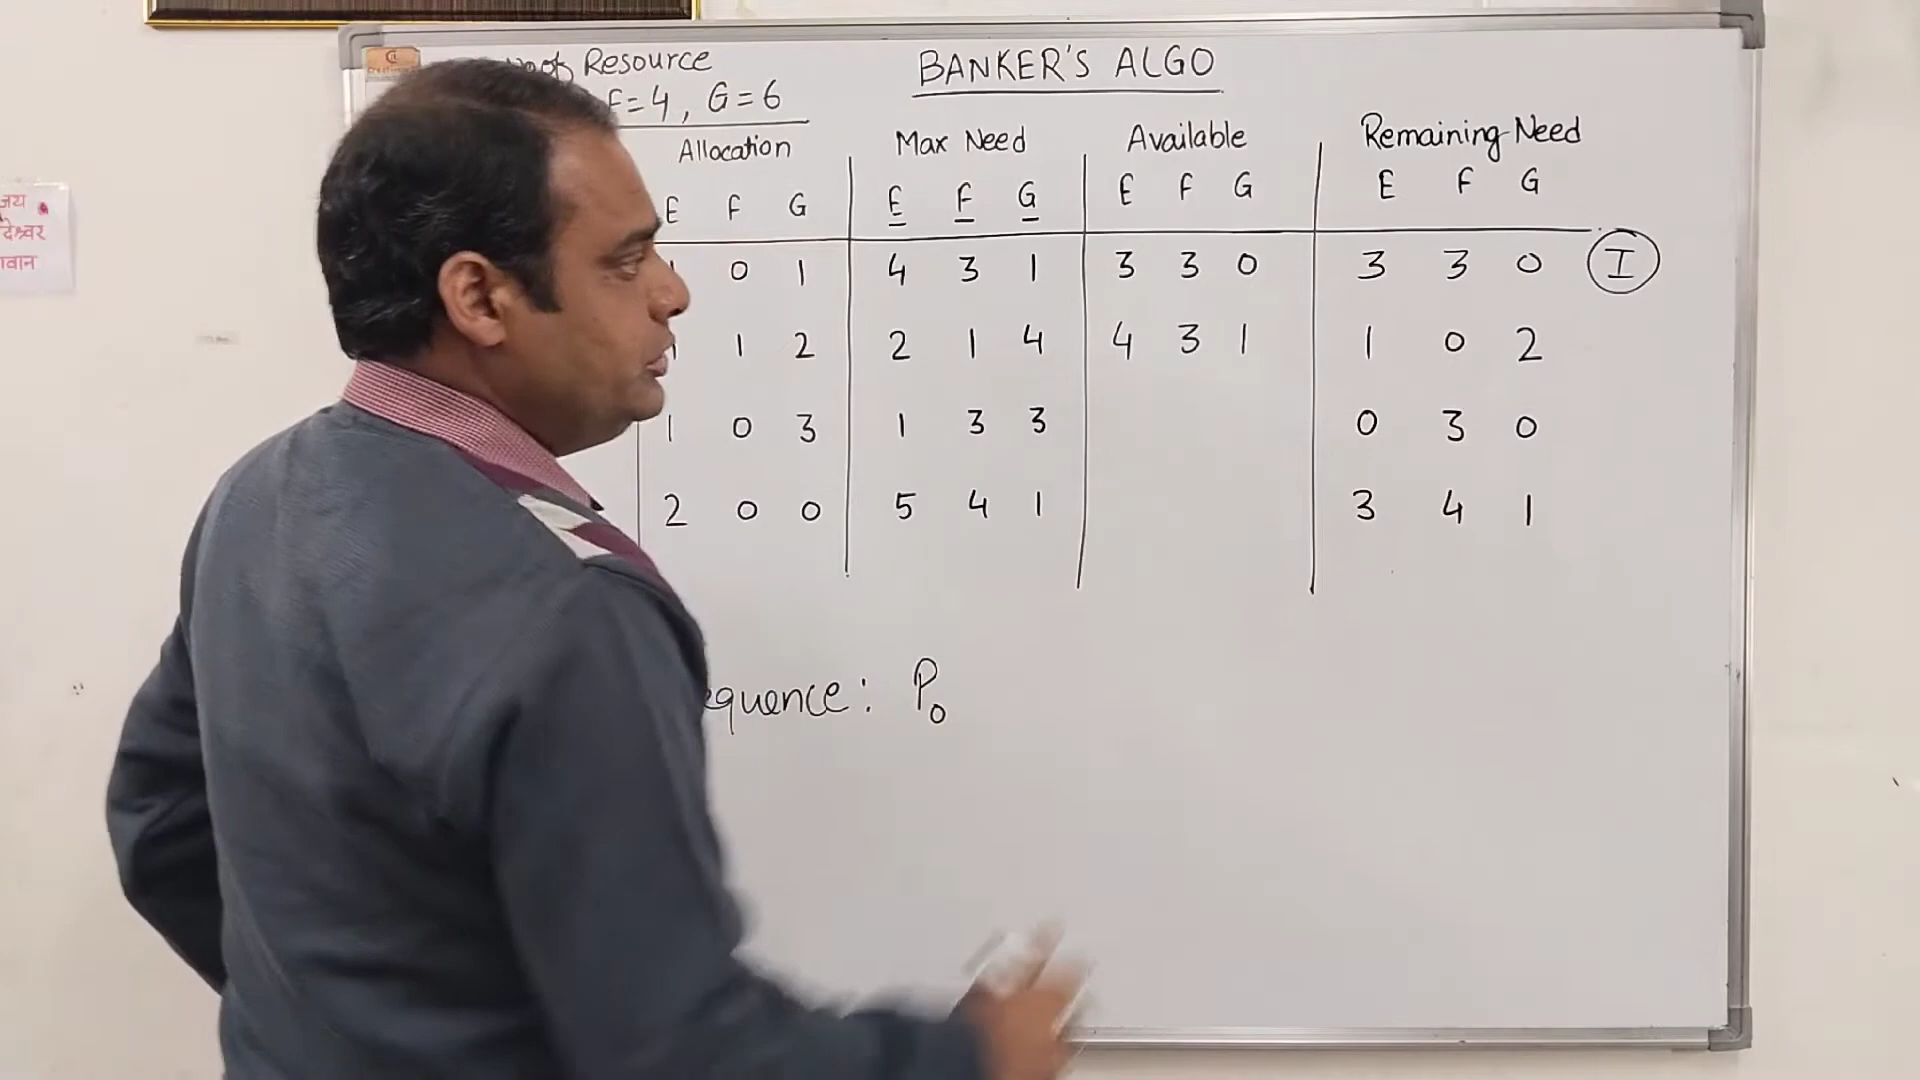 of Resource
BANKER'S ALGO
F=4, G=6
Allocation Max Need Available Remaining Need
E F G E F G E F G E F G
0 1 4 3 1 3 3 0 3 3 0 I
1 2 2 1 4 4 3 1 1 0 2
1 0 3 1 3 3 0 3 0
2 0 0 5 4 1 3 4 1
equence: P0
जय